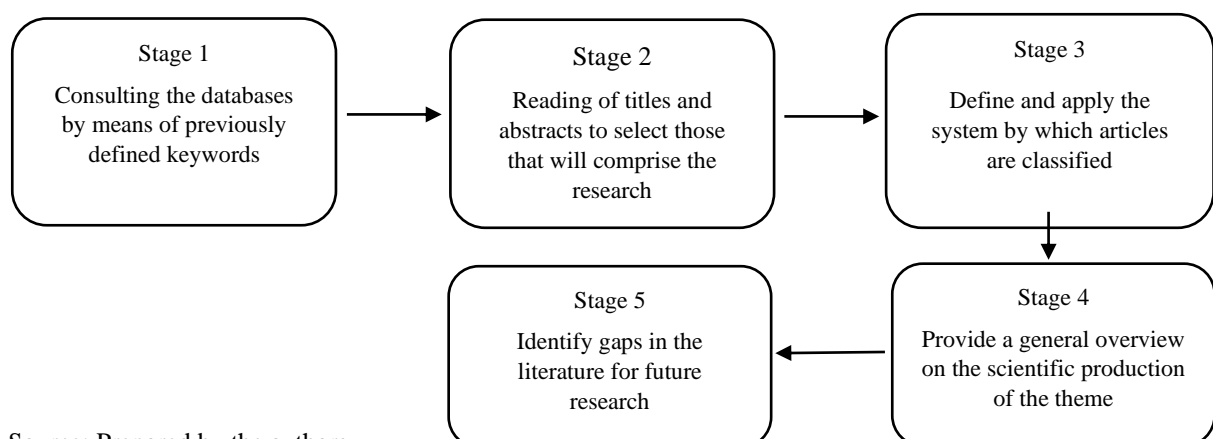 Stage 1
Consulting the databases
by means of previously
defined keywords
Stage 2
Reading of titles and
abstracts to select those
that will comprise the
research
Stage 3
Define and apply the
system by which articles
are classified
Stage 4
Provide a general overview
on the scientific production
of the theme
Stage 5
Identify gaps in the
literature for future
research